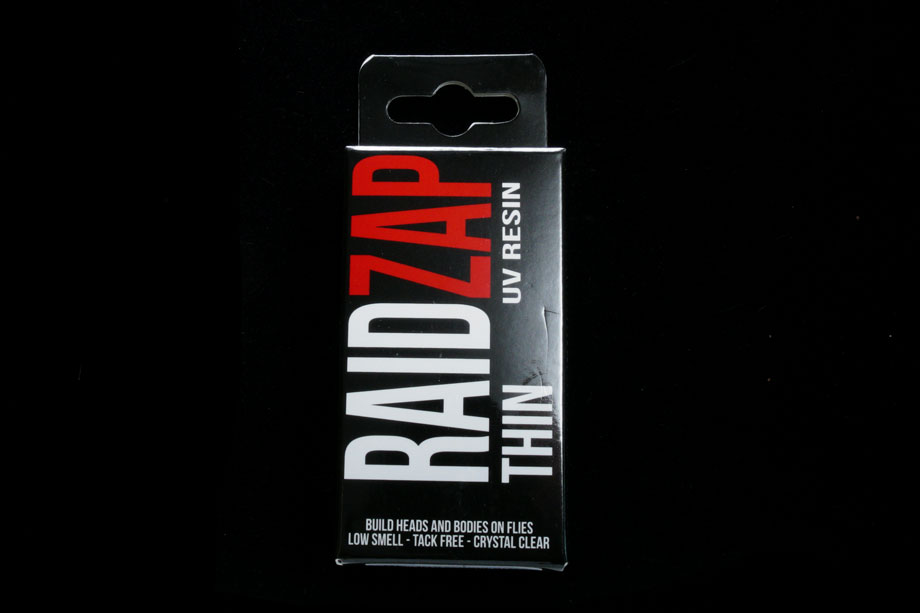 RAIDZAP
THIN UV RESIN
BUILD HEADS AND BODIES ON FLIES
LOW SMELL - TACK FREE - CRYSTAL CLEAR